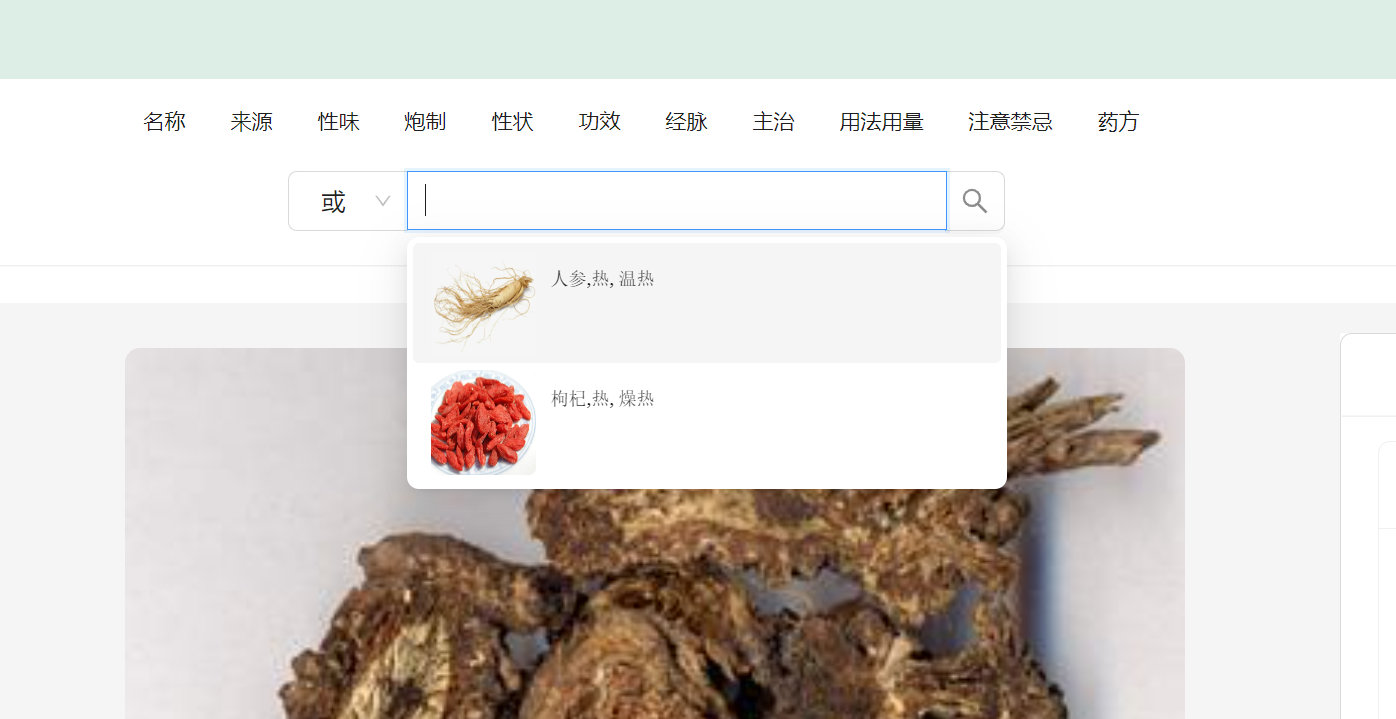 名称 来源 性味 炮制 性状 功效 经脉 主治 用法用量 注意禁忌 药方
或
人参,热, 温热
枸杞,热, 燥热